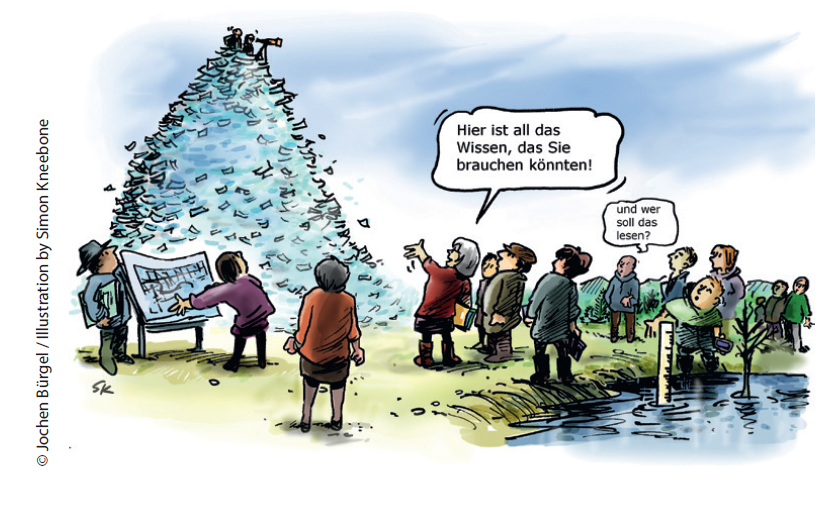 © Jochen Bürgel / Illustration by Simon Kneebone
Hier ist all das
Wissen, das Sie
brauchen könnten!
und wer
soll das
lesen?
SK